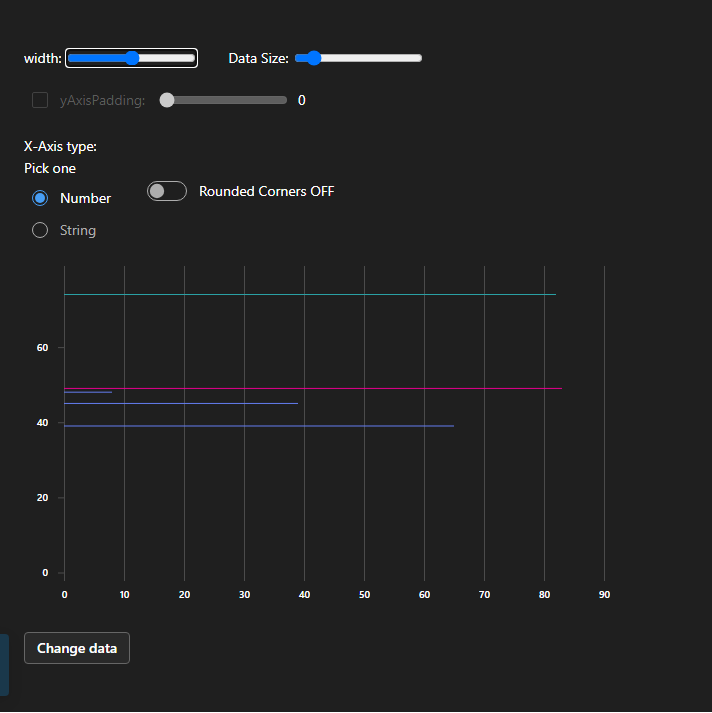 width: Data Size:
yAxisPadding: 0
X-Axis type:
Pick one
Number
Rounded Corners OFF
String
60
40
20
0
0 10 20 30 40 50 60 70 80 90
Change data